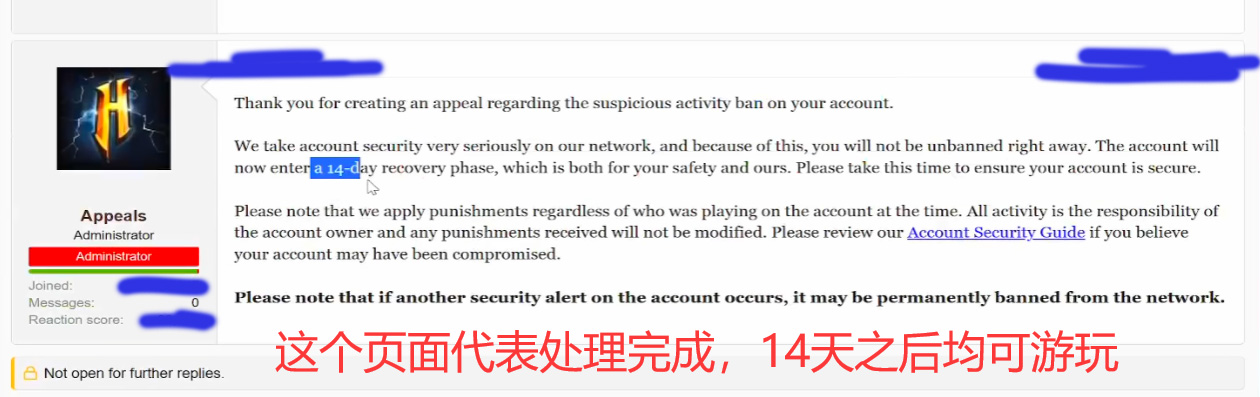 Thank you for creating an appeal regarding the suspicious activity ban on your account.
We take account security very seriously on our network, and because of this, you will not be unbanned right away. The account will
now enter a 14-day recovery phase, which is both for your safety and ours. Please take this time to ensure your account is secure.
Appeals
Administrator
Administrator
Joined:
Messages: 0
Reaction score:
Please note that we apply punishments regardless of who was playing on the account at the time. All activity is the responsibility of
the account owner and any punishments received will not be modified. Please review our Account Security Guide if you believe
your account may have been compromised.
Please note that if another security alert on the account occurs, it may be permanently banned from the network.
这个页面代表处理完成，14天之后均可游玩
Not open for further replies.